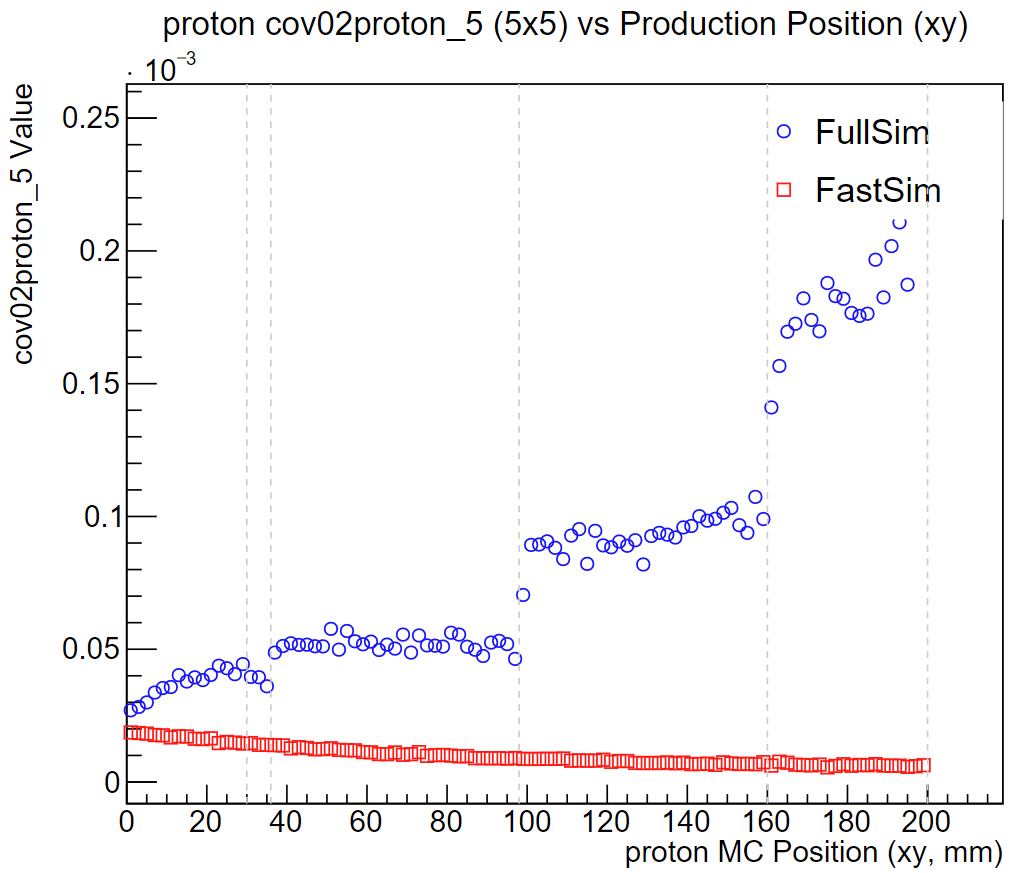 proton cov02proton_5 (5x5) vs Production Position (xy)
· 10⁻³
cov02proton_5 Value
0.25
0.2
0.15
0.1
0.05
0
FullSim
FastSim
0 20 40 60 80 100 120 140 160 180 200
proton MC Position (xy, mm)